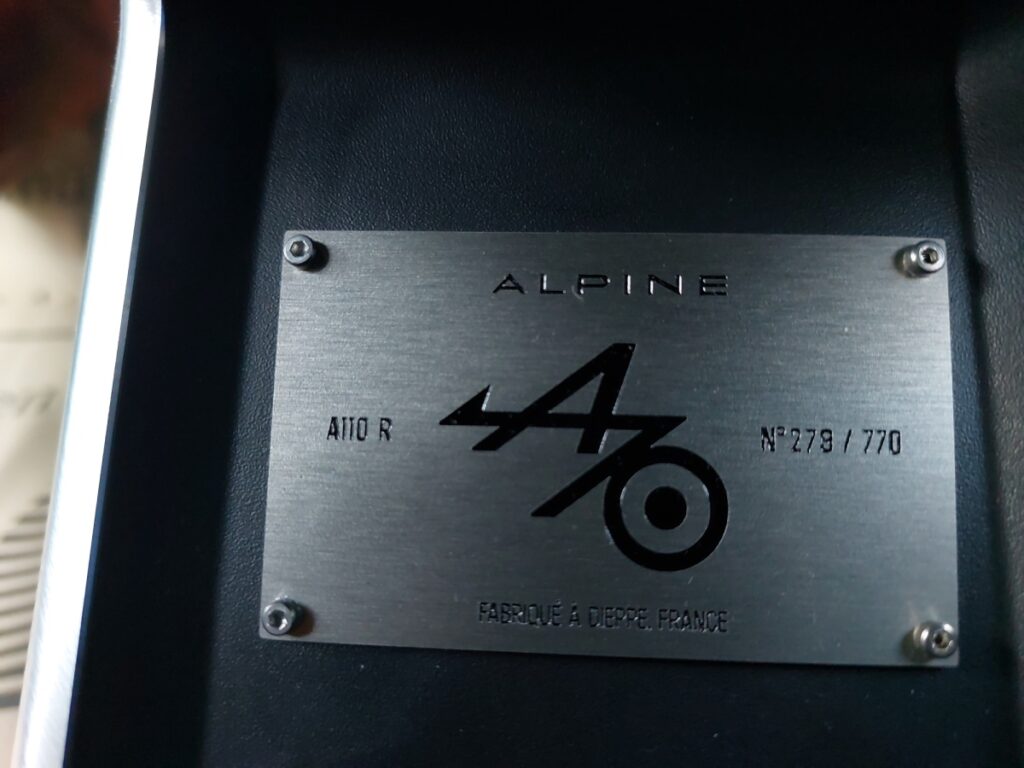 ALPINE
A110 R
N° 279 / 770
FABRIQUÉ À DIEPPE, FRANCE